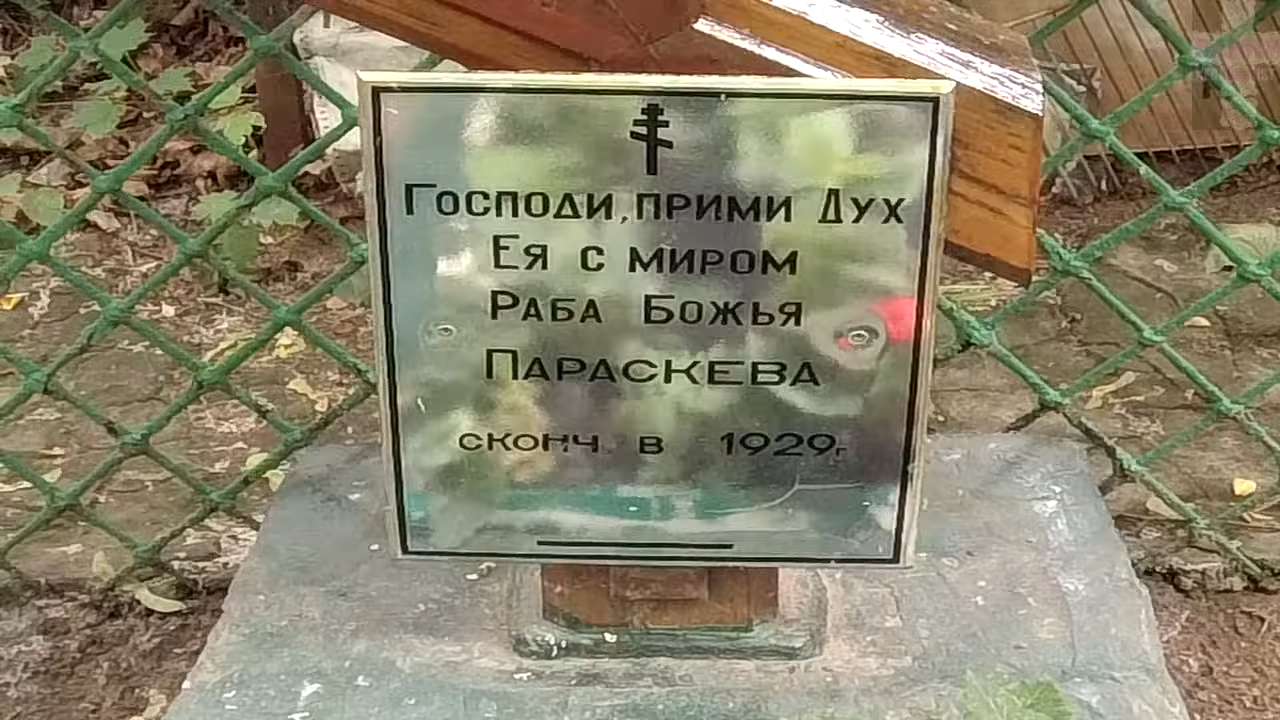 Господи, прими Дух
Ея с миром
Раба Божья
Параскева
сконч. в 1929г